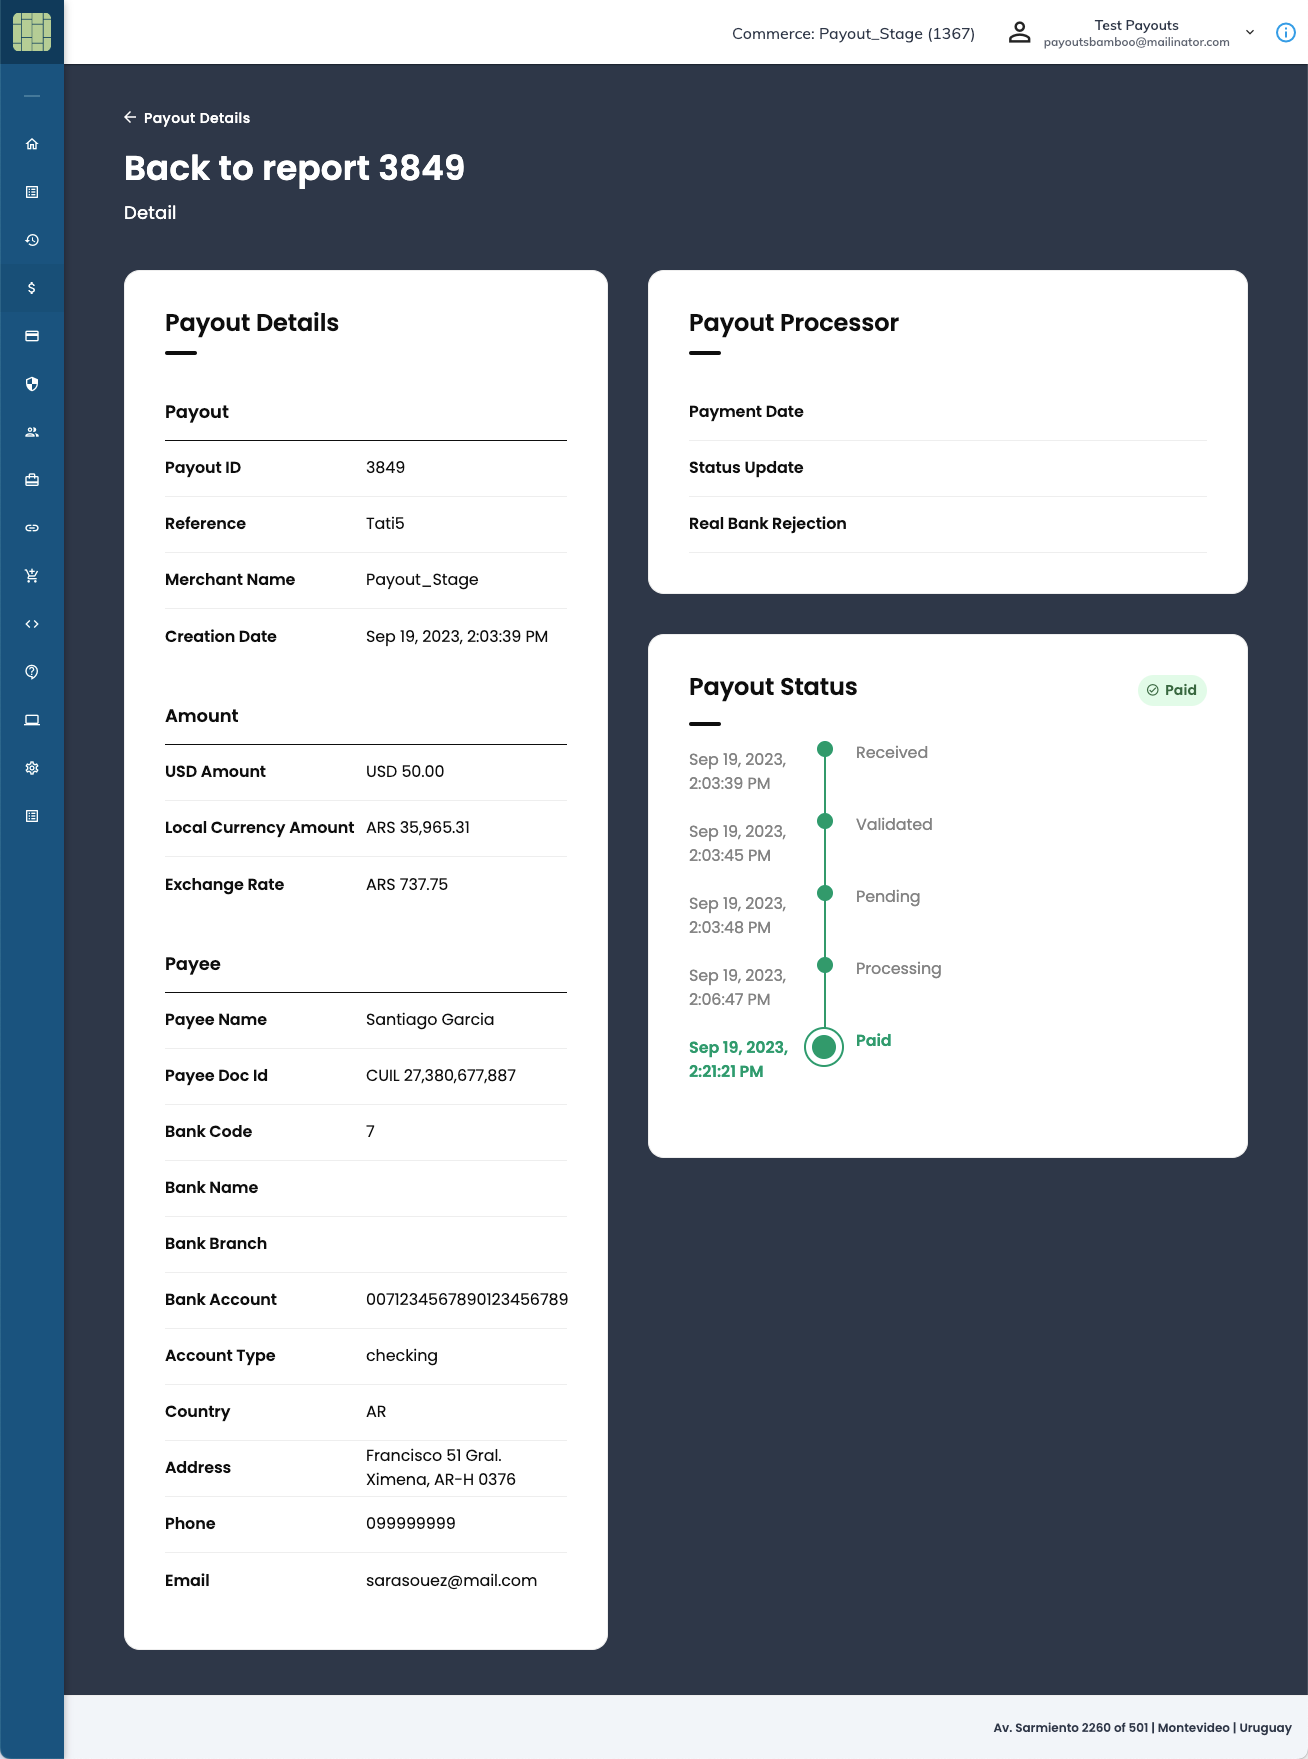 Commerce: Payout_Stage (1367)
Test Payouts
payoutsbamboo@mailinator.com
Payout Details
Back to report 3849
Detail
Payout Details
Payout
Payout ID 3849
Reference Tati5
Merchant Name Payout_Stage
Creation Date Sep 19, 2023, 2:03:39 PM
Amount
USD Amount USD 50.00
Local Currency Amount ARS 35,965.31
Exchange Rate ARS 737.75
Payee
Payee Name Santiago Garcia
Payee Doc Id CUIL 27,380,677,887
Bank Code 7
Bank Name
Bank Branch
Bank Account 0071234567890123456789
Account Type checking
Country AR
Address Francisco 51 Gral.
Ximena, AR-H 0376
Phone 099999999
Email sarasouez@mail.com
Payout Processor
Payment Date
Status Update
Real Bank Rejection
Payout Status
Paid
Sep 19, 2023, Received
2:03:39 PM
Sep 19, 2023, Validated
2:03:45 PM
Sep 19, 2023, Pending
2:03:48 PM
Sep 19, 2023, Processing
2:06:47 PM
Sep 19, 2023, Paid
2:21:21 PM
Av. Sarmiento 2260 of 501 | Montevideo | Uruguay